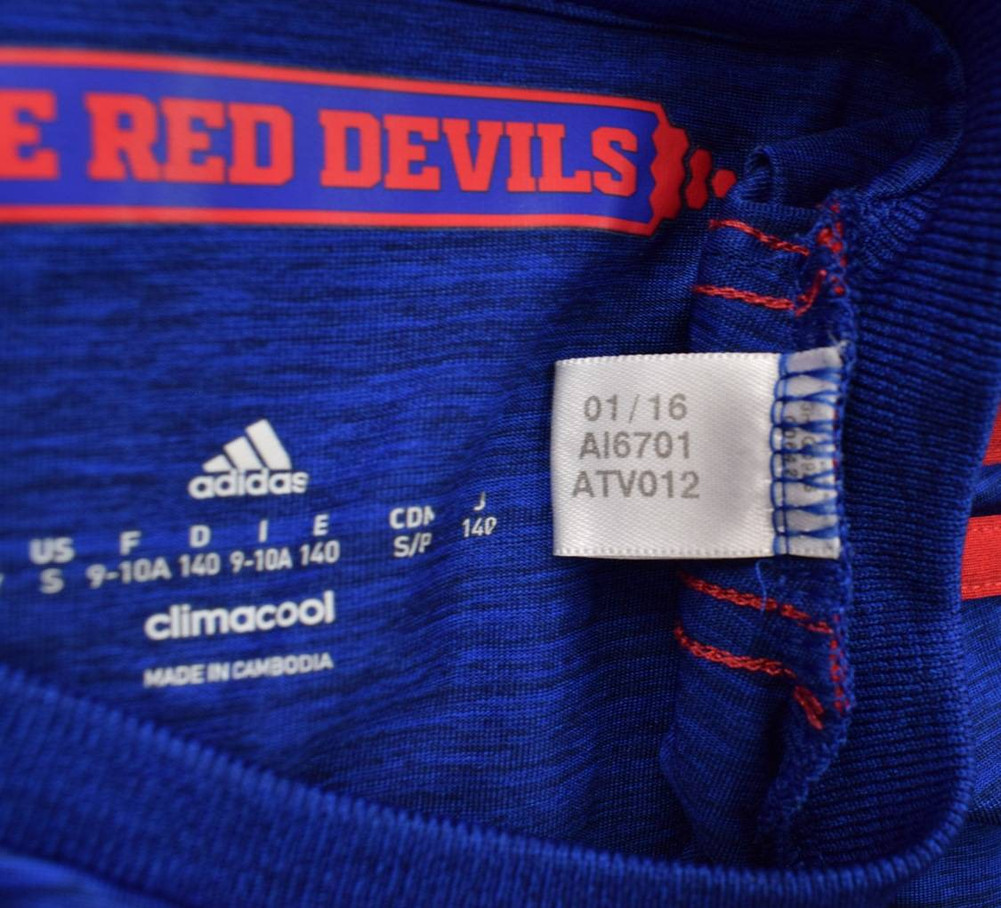 E RED DEVILS
01/16
AI6701
ATV012
adidas
US F D I E CDN J
S 9-10A 140 9-10A 140 S/P 140
climacool
MADE IN CAMBODIA